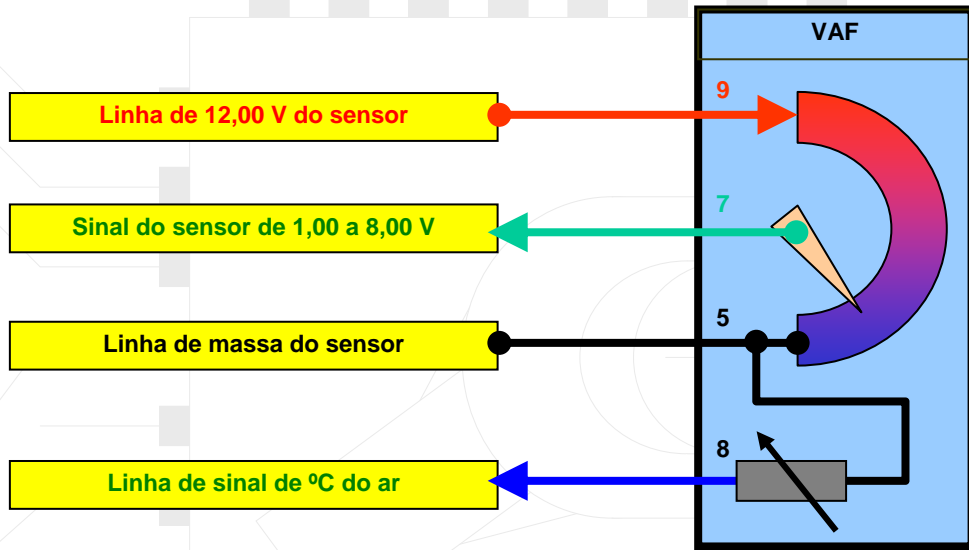 VAF
Linha de 12,00 V do sensor
9
Sinal do sensor de 1,00 a 8,00 V
7
Linha de massa do sensor
5
Linha de sinal de ºC do ar
8